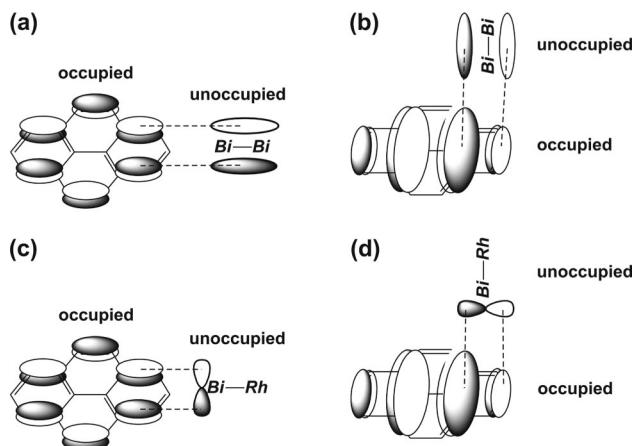 (a)
occupied
unoccupied
Bi—Bi
(b)
Bi—Bi
unoccupied
occupied
(c)
occupied
unoccupied
Bi—Rh
(d)
Bi—Rh
unoccupied
occupied